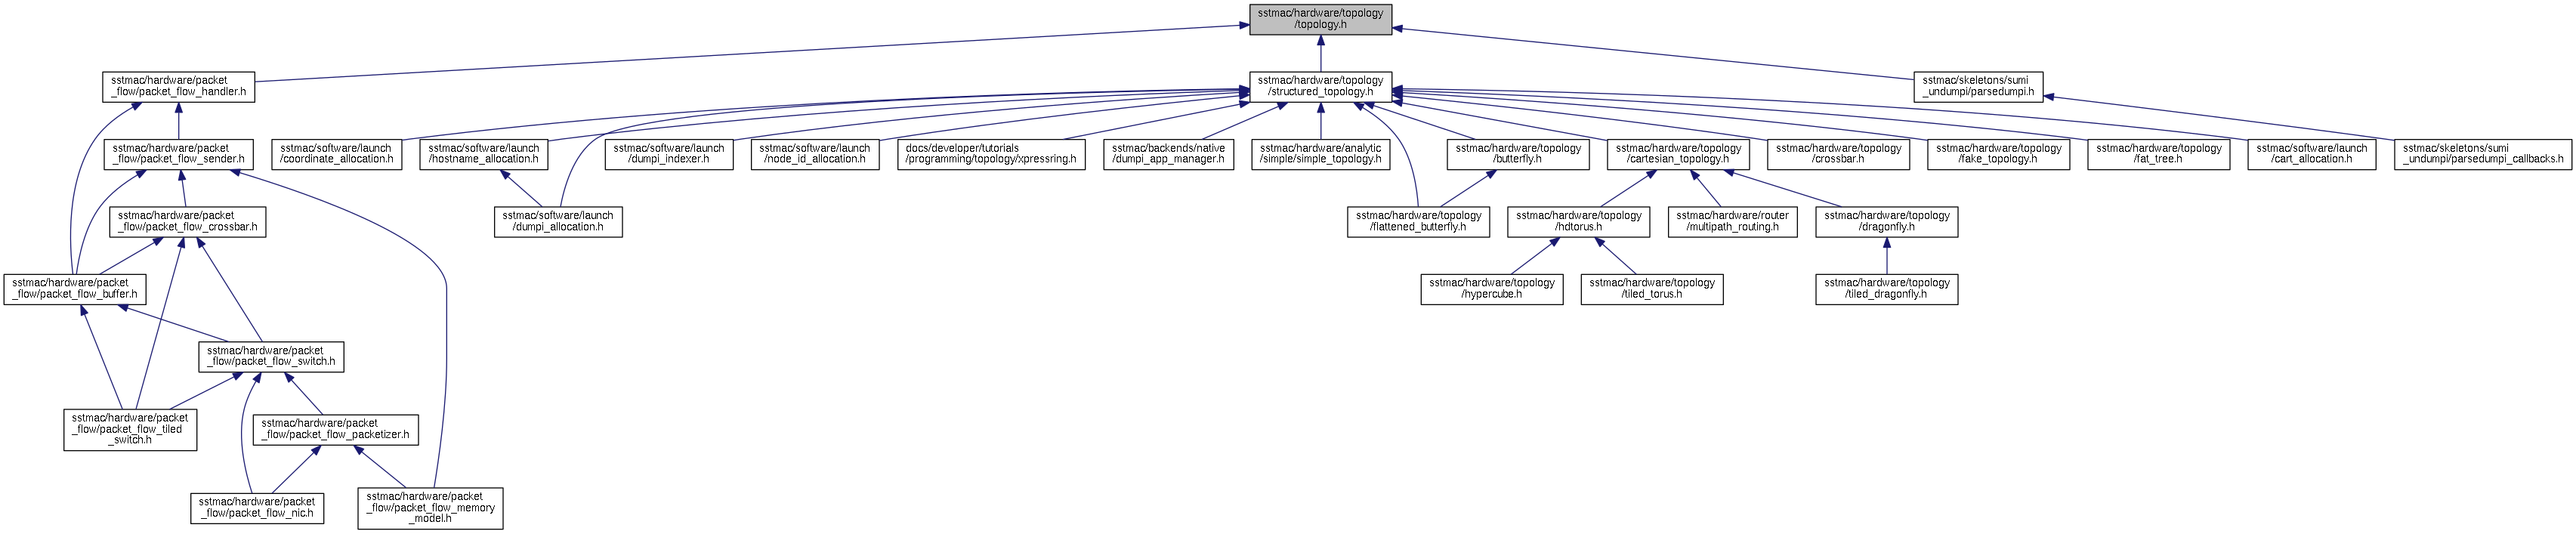 sstmac/hardware/topology
/topology.h
sstmac/hardware/packet
_flow/packet_flow_handler.h
sstmac/hardware/topology
/structured_topology.h
sstmac/skeletons/sumi
_undumpi/parsedumpi.h
sstmac/hardware/packet
_flow/packet_flow_sender.h
sstmac/software/launch
/coordinate_allocation.h
sstmac/software/launch
/hostname_allocation.h
sstmac/software/launch
/dumpi_indexer.h
sstmac/software/launch
/node_id_allocation.h
docs/developer/tutorials
/programming/topology/xpressring.h
sstmac/backends/native
/dumpi_app_manager.h
sstmac/hardware/analytic
/simple/simple_topology.h
sstmac/hardware/topology
/butterfly.h
sstmac/hardware/topology
/cartesian_topology.h
sstmac/hardware/topology
/crossbar.h
sstmac/hardware/topology
/fake_topology.h
sstmac/hardware/topology
/fat_tree.h
sstmac/software/launch
/cart_allocation.h
sstmac/skeletons/sumi
_undumpi/parsedumpi_callbacks.h
sstmac/hardware/packet
_flow/packet_flow_crossbar.h
sstmac/software/launch
/dumpi_allocation.h
sstmac/hardware/topology
/flattened_butterfly.h
sstmac/hardware/topology
/hdtorus.h
sstmac/hardware/router
/multipath_routing.h
sstmac/hardware/topology
/dragonfly.h
sstmac/hardware/packet
_flow/packet_flow_buffer.h
sstmac/hardware/topology
/hypercube.h
sstmac/hardware/topology
/tiled_torus.h
sstmac/hardware/topology
/tiled_dragonfly.h
sstmac/hardware/packet
_flow/packet_flow_switch.h
sstmac/hardware/packet
_flow/packet_flow_tiled
_switch.h
sstmac/hardware/packet
_flow/packet_flow_packetizer.h
sstmac/hardware/packet
_flow/packet_flow_nic.h
sstmac/hardware/packet
_flow/packet_flow_memory
_model.h